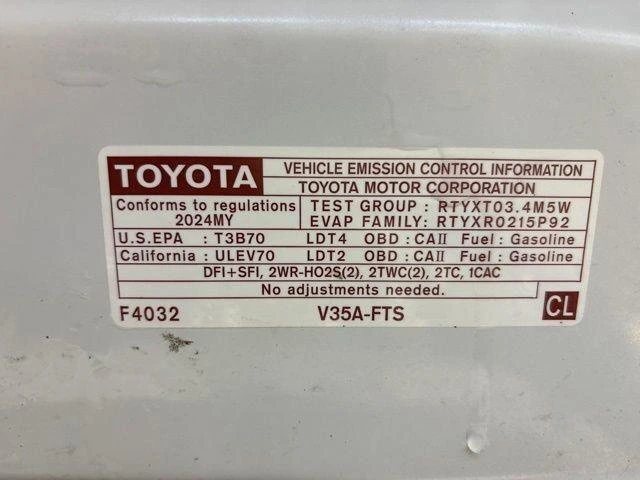 TOYOTA
VEHICLE EMISSION CONTROL INFORMATION
TOYOTA MOTOR CORPORATION
Conforms to regulations
2024MY
TEST GROUP : RTYXT03.4M5W
EVAP FAMILY: RTYXR0215P92
U.S.EPA : T3B70 LDT4 OBD : CAII Fuel : Gasoline
California : ULEV70 LDT2 OBD : CAII Fuel : Gasoline
DFI+SFI, 2WR-HO2S(2), 2TWC(2), 2TC, 1CAC
No adjustments needed.
F4032 V35A-FTS CL